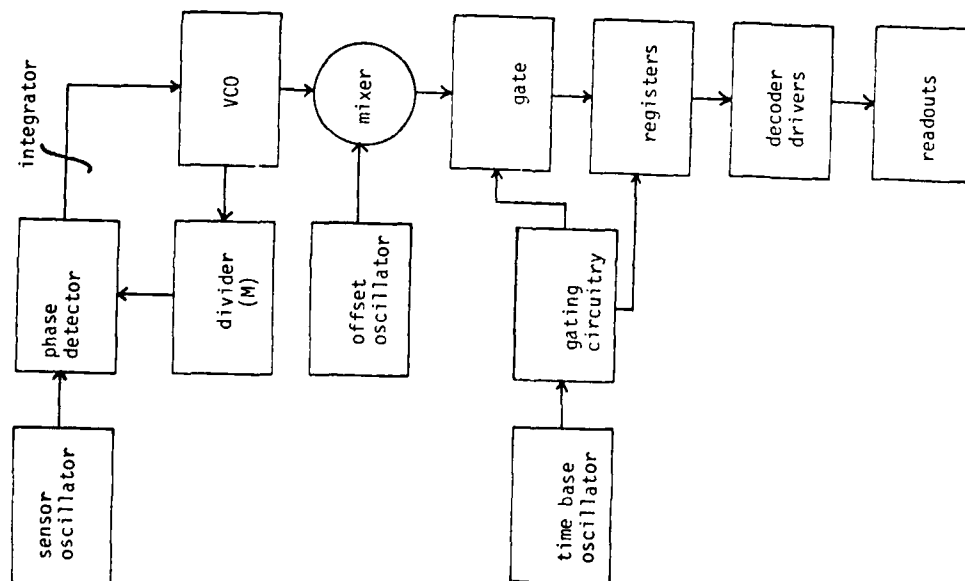 sensor
oscillator
phase
detector
integrator
VCO
divider
(M)
mixer
offset
oscillator
gate
time base
oscillator
gating
circuitry
registers
decoder
drivers
readouts